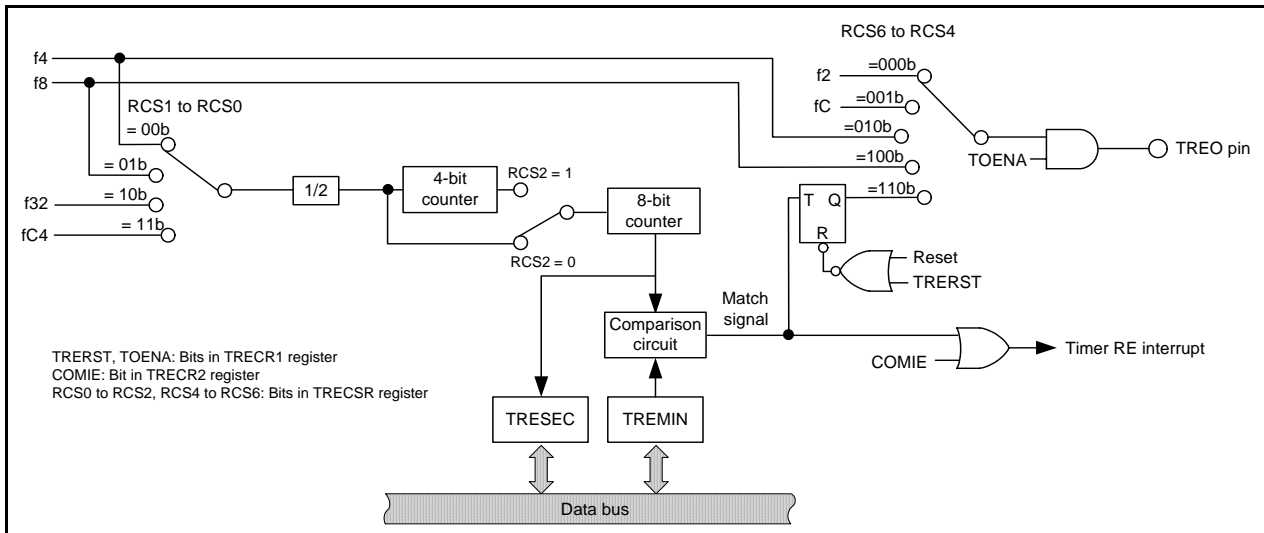 RCS6 to RCS4
f4
f8
f2
=000b
fC
=001b
=010b
=100b
=110b
TOENA
TREO pin
RCS1 to RCS0
= 00b
= 01b
f32
= 10b
fC4
= 11b
1/2
4-bit
counter
RCS2 = 1
RCS2 = 0
8-bit
counter
T Q
R
Reset
TRERST
Match
signal
Comparison
circuit
COMIE
Timer RE interrupt
TRERST, TOENA: Bits in TRECR1 register
COMIE: Bit in TRECR2 register
RCS0 to RCS2, RCS4 to RCS6: Bits in TRECSR register
TRESEC
TREMIN
Data bus